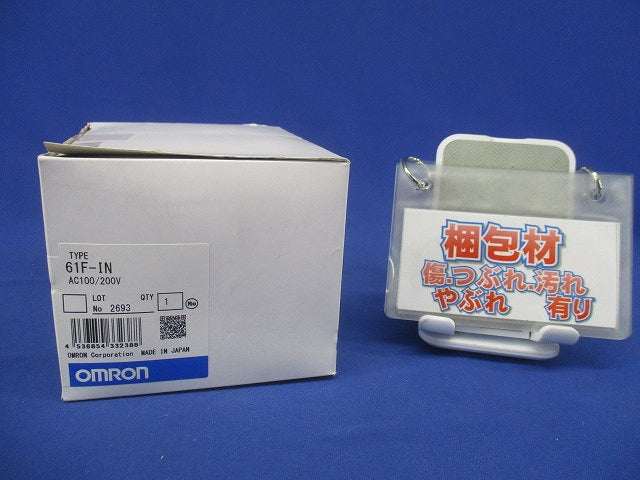 TYPE
61F-IN
AC100/200V
LOT
No 2693
QTY
1
4 536854 332388
OMRON Corporation MADE IN JAPAN
OMRON
梱包材
傷.つぶれ.汚れ
やぶれ 有り